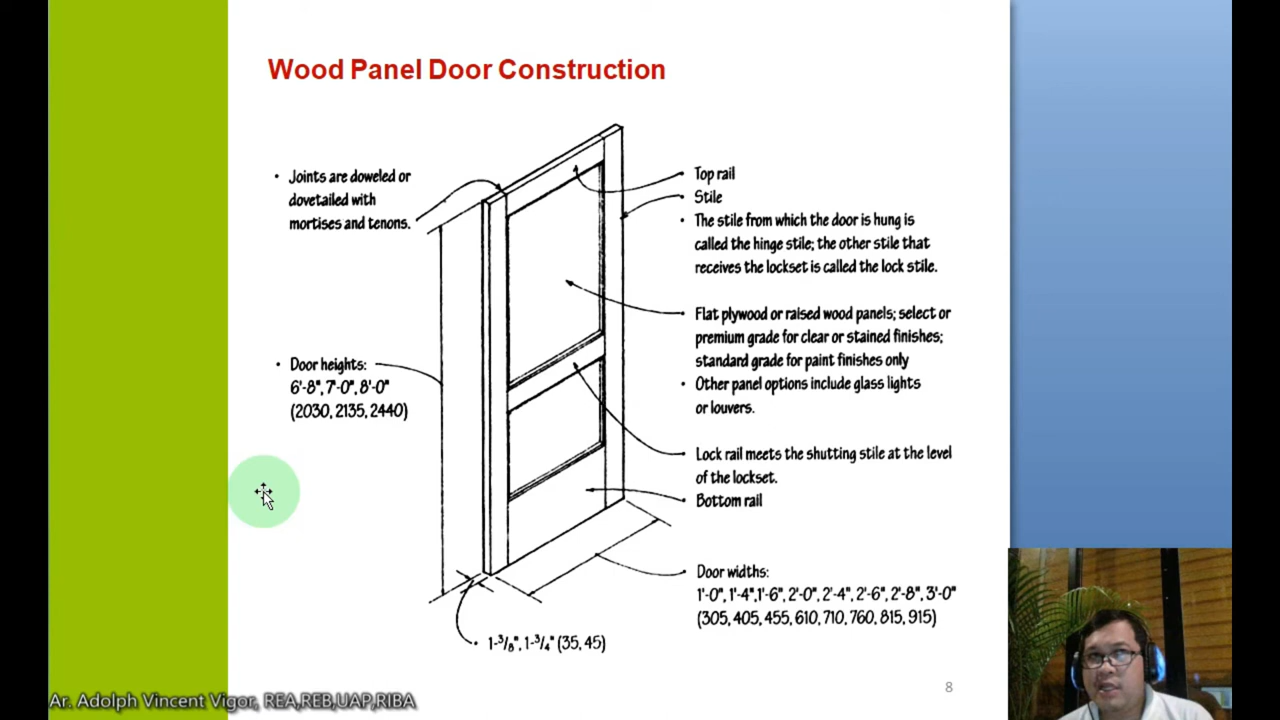 Wood Panel Door Construction
• Joints are doweled or
dovetailed with
mortises and tenons.
• Door heights:
6'-8", 7'-0", 8'-0"
(2030, 2135, 2440)
• Top rail
• Stile
• The stile from which the door is hung is
called the hinge stile; the other stile that
receives the lockset is called the lock stile.
• Flat plywood or raised wood panels; select or
premium grade for clear or stained finishes;
standard grade for paint finishes only
• Other panel options include glass lights
or louvers.
• Lock rail meets the shutting stile at the level
of the lockset.
• Bottom rail
• Door widths:
1'-0", 1'-4", 1'-6", 2'-0", 2'-4", 2'-6", 2'-8", 3'-0"
(305, 405, 455, 610, 710, 760, 815, 915)
• 1-3/8", 1-3/4" (35, 45)
8
Ar. Adolph Vincent Vigor, REA,REB,UAP,RIBA